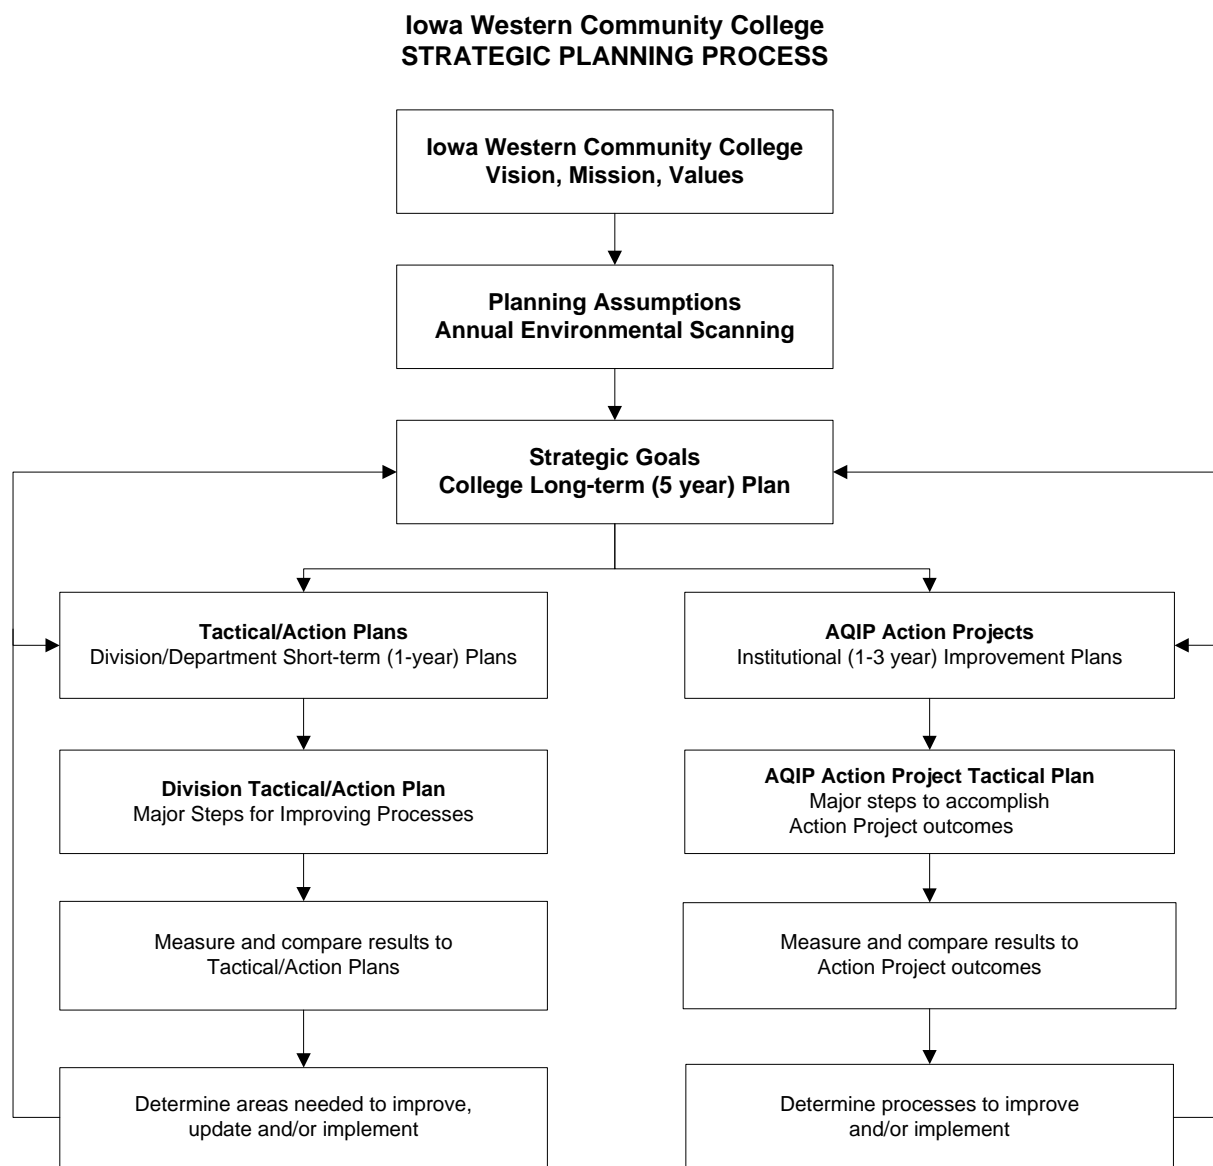 Iowa Western Community College
STRATEGIC PLANNING PROCESS
Iowa Western Community College
Vision, Mission, Values
Planning Assumptions
Annual Environmental Scanning
Strategic Goals
College Long-term (5 year) Plan
Tactical/Action Plans
Division/Department Short-term (1-year) Plans
AQIP Action Projects
Institutional (1-3 year) Improvement Plans
Division Tactical/Action Plan
Major Steps for Improving Processes
AQIP Action Project Tactical Plan
Major steps to accomplish
Action Project outcomes
Measure and compare results to
Tactical/Action Plans
Measure and compare results to
Action Project outcomes
Determine areas needed to improve,
update and/or implement
Determine processes to improve
and/or implement